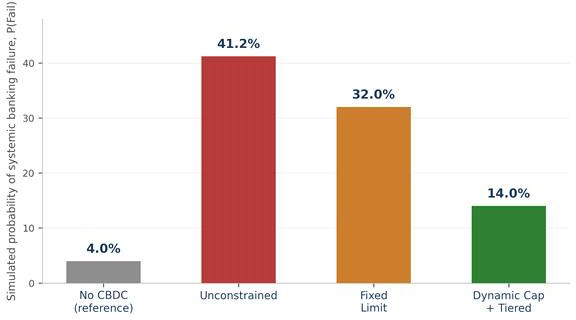 Simulated probability of systemic banking failure, P(Fail)
40
30
20
10
0
4.0%
41.2%
32.0%
14.0%
No CBDC
(reference)
Unconstrained
Fixed
Limit
Dynamic Cap
+ Tiered